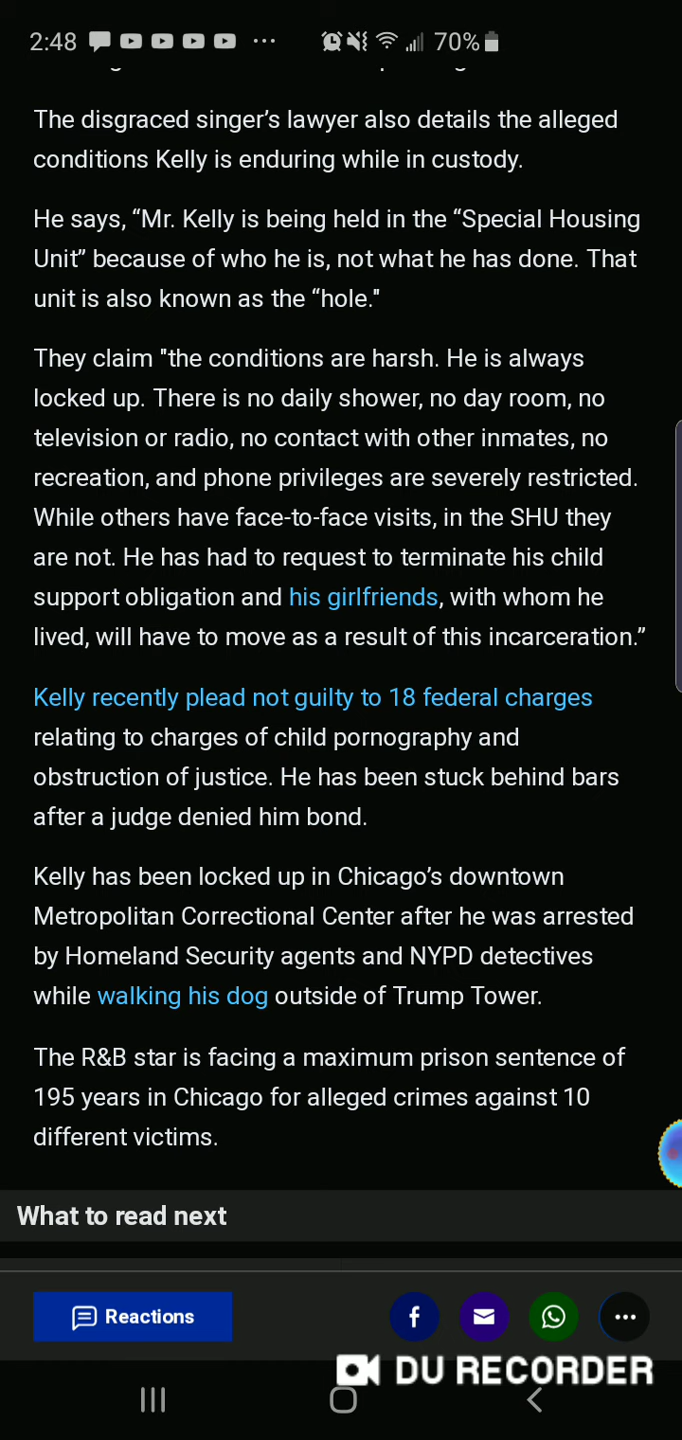 2:48 70%
The disgraced singer’s lawyer also details the alleged
conditions Kelly is enduring while in custody.
He says, “Mr. Kelly is being held in the “Special Housing
Unit” because of who he is, not what he has done. That
unit is also known as the “hole."
They claim "the conditions are harsh. He is always
locked up. There is no daily shower, no day room, no
television or radio, no contact with other inmates, no
recreation, and phone privileges are severely restricted.
While others have face-to-face visits, in the SHU they
are not. He has had to request to terminate his child
support obligation and his girlfriends, with whom he
lived, will have to move as a result of this incarceration.”
Kelly recently plead not guilty to 18 federal charges
relating to charges of child pornography and
obstruction of justice. He has been stuck behind bars
after a judge denied him bond.
Kelly has been locked up in Chicago’s downtown
Metropolitan Correctional Center after he was arrested
by Homeland Security agents and NYPD detectives
while walking his dog outside of Trump Tower.
The R&B star is facing a maximum prison sentence of
195 years in Chicago for alleged crimes against 10
different victims.
What to read next
Reactions
DU RECORDER